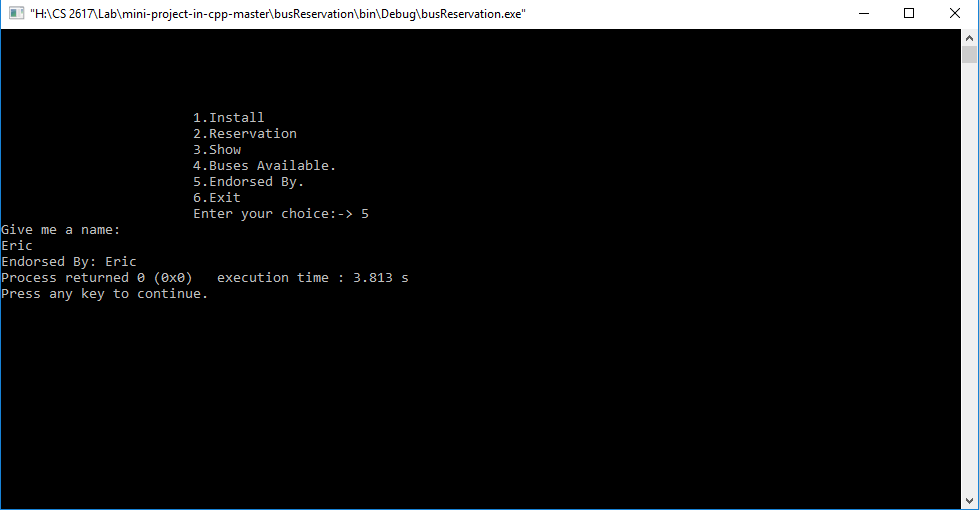 "H:\CS 2617\Lab\mini-project-in-cpp-master\busReservation\bin\Debug\busReservation.exe"
1.Install
2.Reservation
3.Show
4.Buses Available.
5.Endorsed By.
6.Exit
Enter your choice:-> 5
Give me a name:
Eric
Endorsed By: Eric
Process returned 0 (0x0)   execution time : 3.813 s
Press any key to continue.